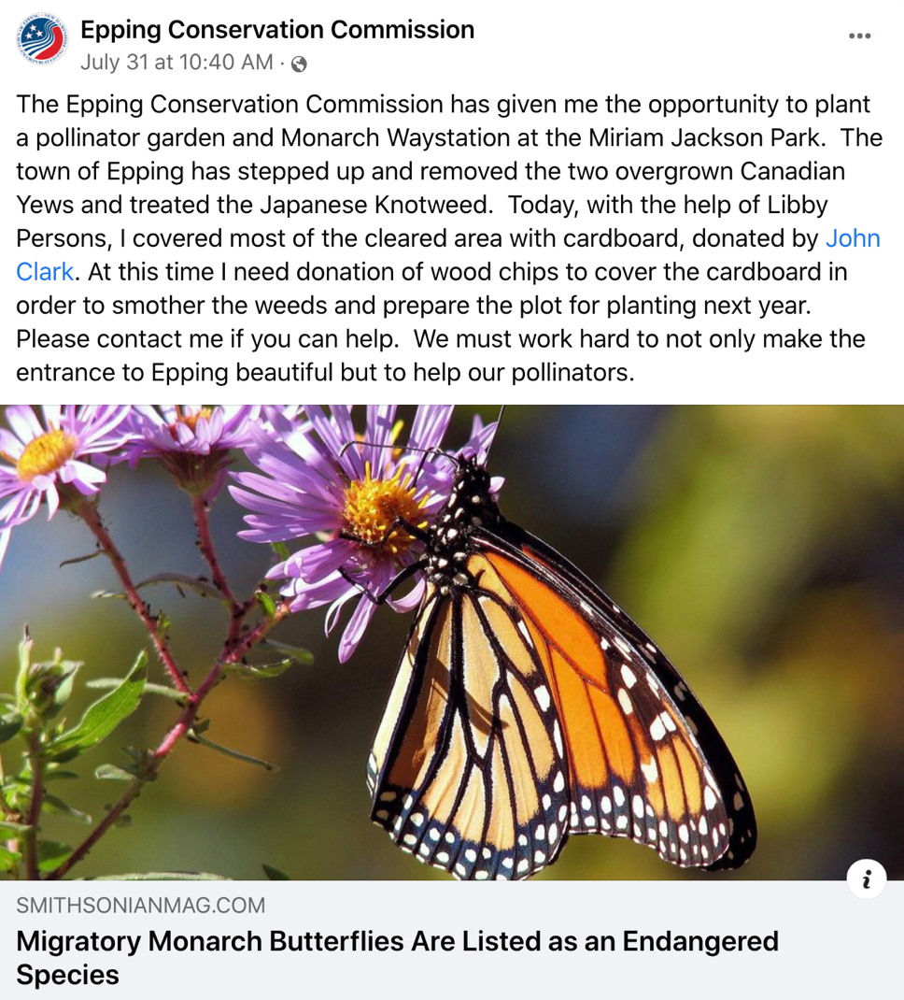 Epping Conservation Commission
July 31 at 10:40 AM ·
The Epping Conservation Commission has given me the opportunity to plant
a pollinator garden and Monarch Waystation at the Miriam Jackson Park.  The
town of Epping has stepped up and removed the two overgrown Canadian
Yews and treated the Japanese Knotweed.  Today, with the help of Libby
Persons, I covered most of the cleared area with cardboard, donated by John
Clark. At this time I need donation of wood chips to cover the cardboard in
order to smother the weeds and prepare the plot for planting next year.
Please contact me if you can help.  We must work hard to not only make the
entrance to Epping beautiful but to help our pollinators.
i
SMITHSONIANMAG.COM
Migratory Monarch Butterflies Are Listed as an Endangered
Species